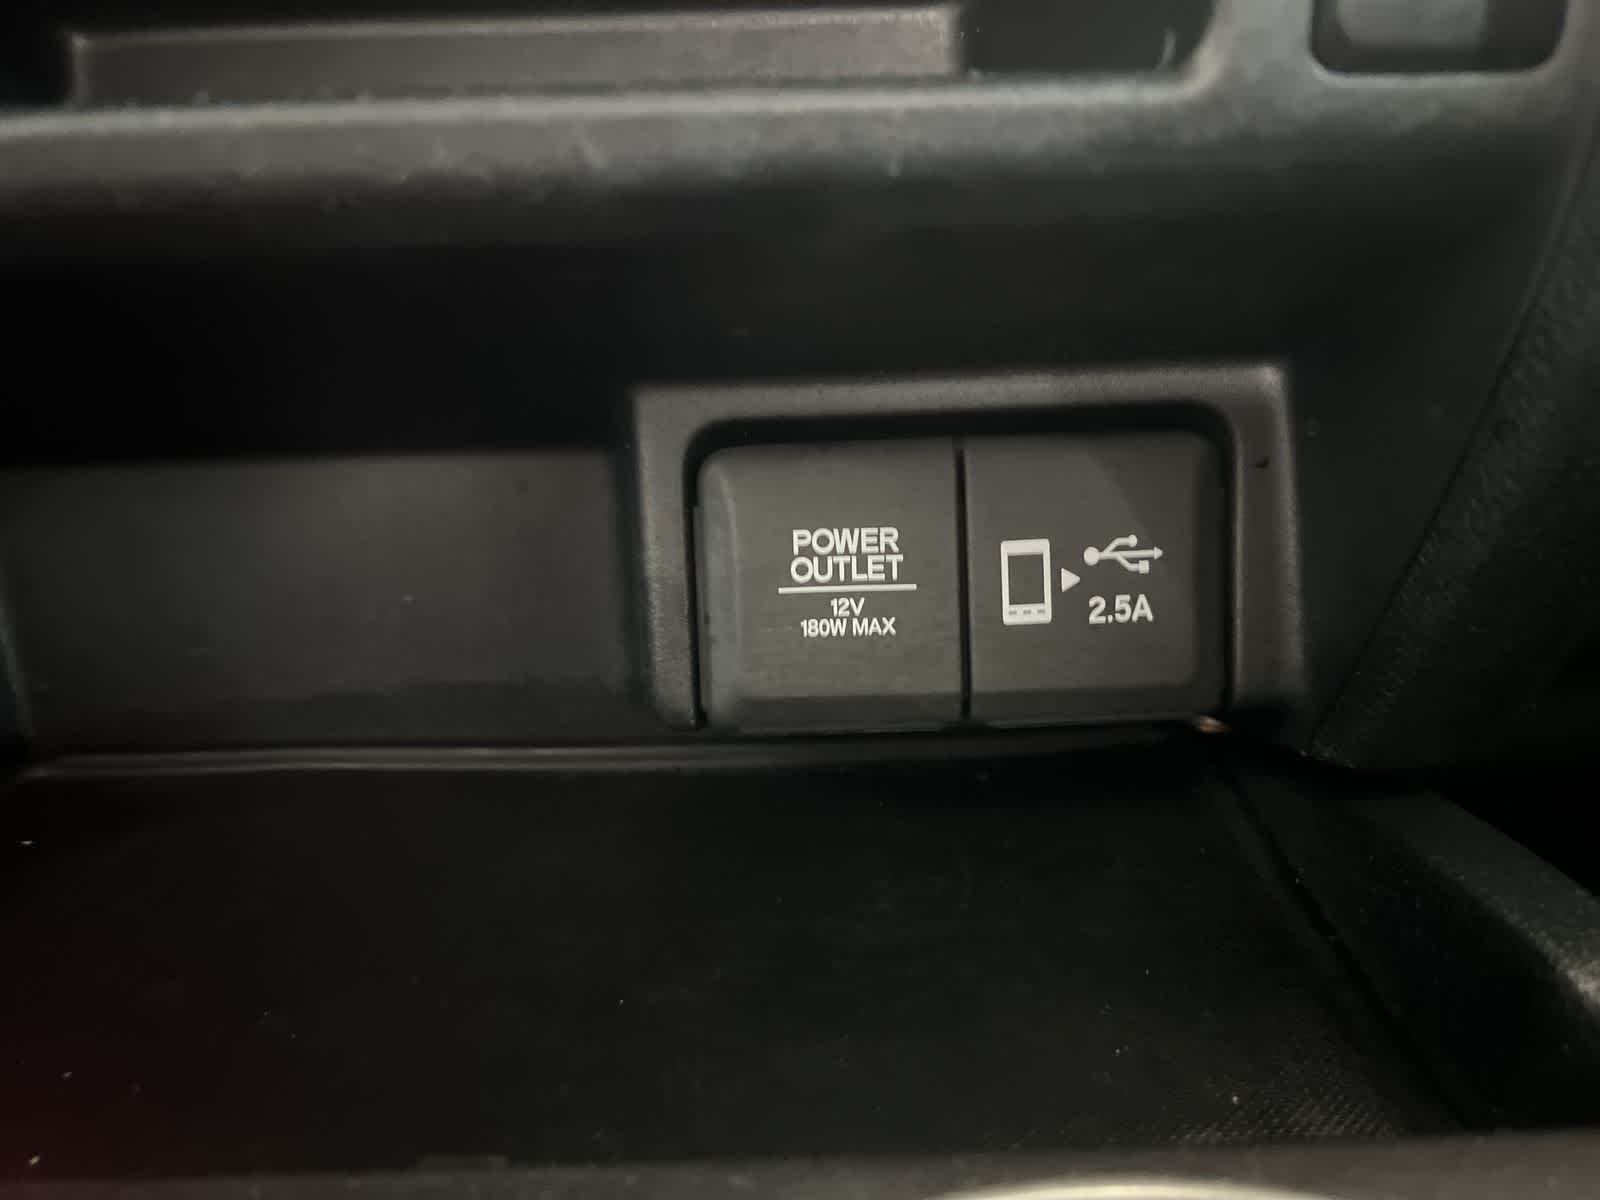 POWER
OUTLET
12V
180W MAX
2.5A